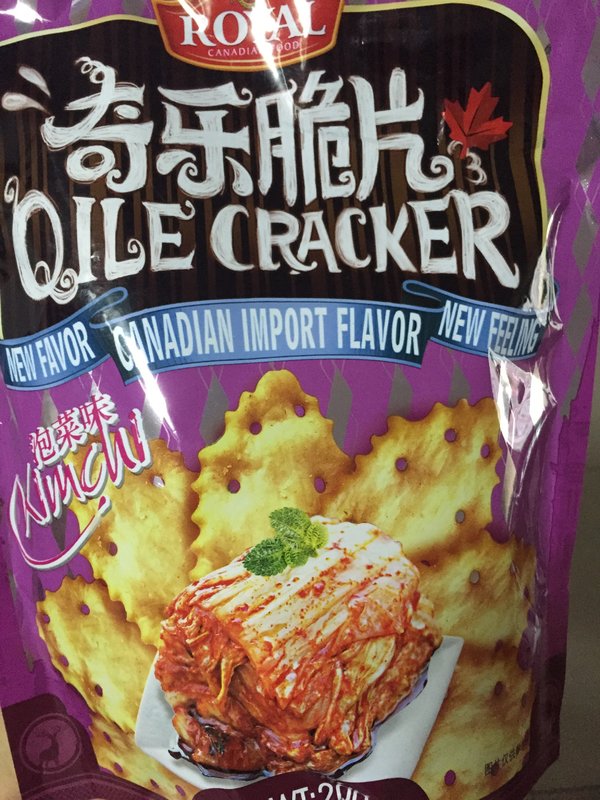 ROYAL
CANADIAN FOOD
奇乐脆片
QILE CRACKER
NEW FAVOR
CANADIAN IMPORT FLAVOR
NEW FEELING
泡菜味
Kimchi